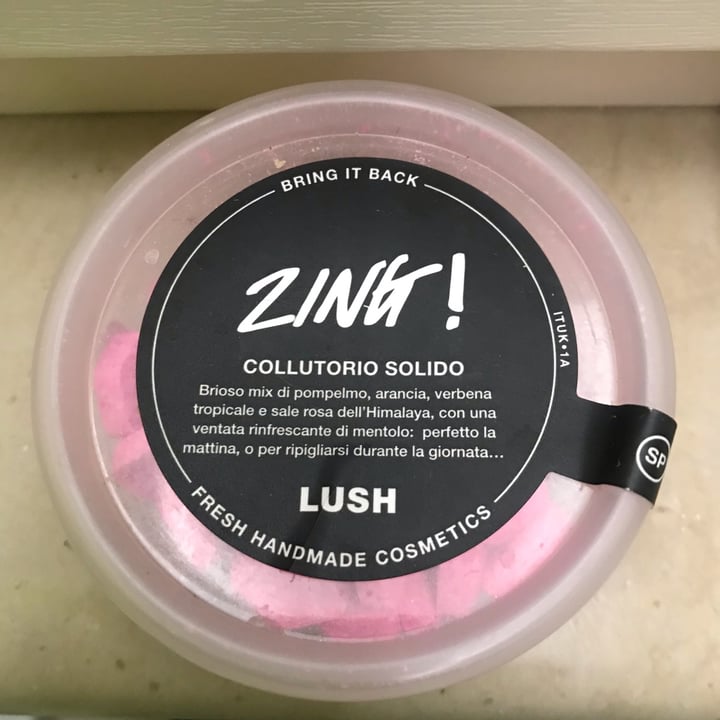 BRING IT BACK
ZING!
COLLUTORIO SOLIDO
Brioso mix di pompelmo, arancia, verbena
tropicale e sale rosa dell'Himalaya, con una
ventata rinfrescante di mentolo: perfetto la
mattina, o per ripigliarsi durante la giornata...
LUSH
FRESH HANDMADE COSMETICS
ITUK•1A
SP